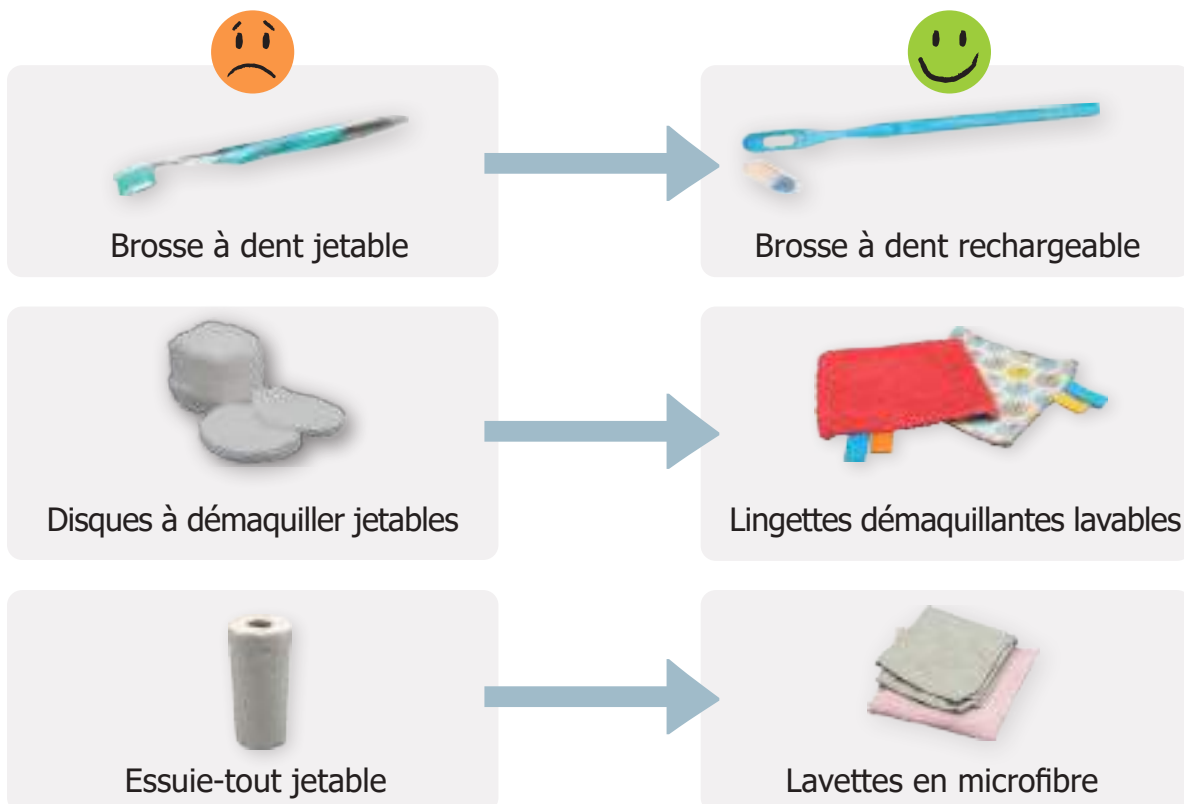 Brosse à dent jetable
Brosse à dent rechargeable
Disques à démaquiller jetables
Lingettes démaquillantes lavables
Essuie-tout jetable
Lavettes en microfibre